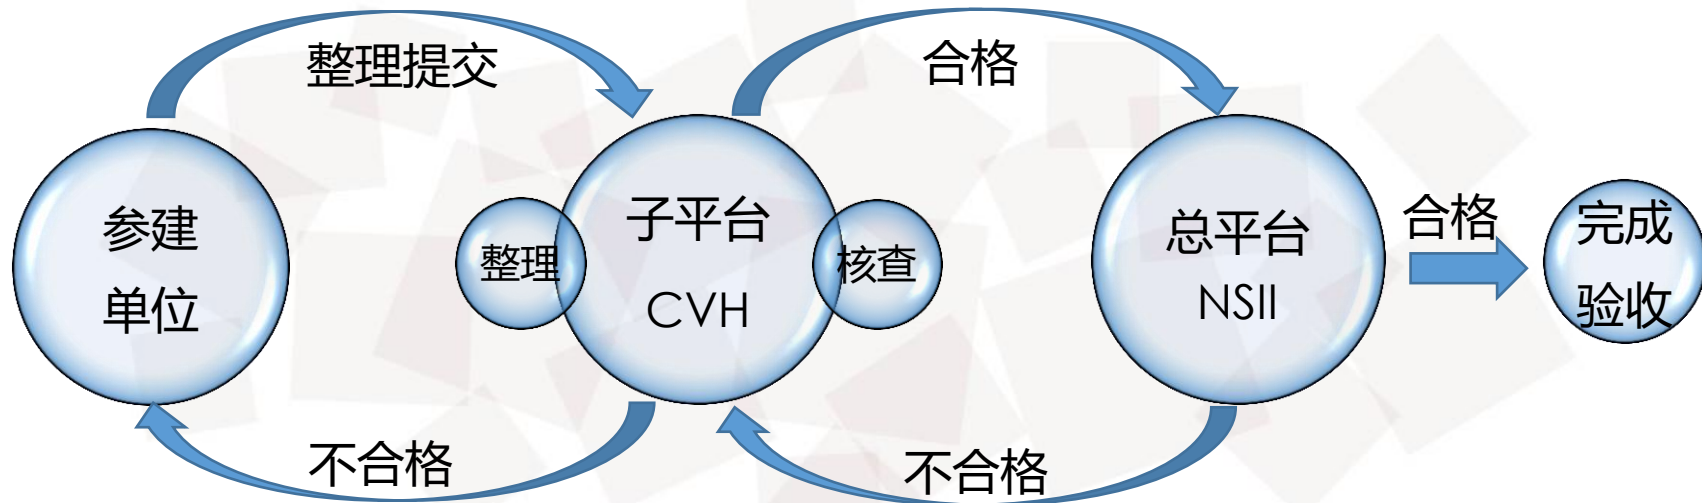 整理提交
合格
参建
单位
整理
子平台
CVH
核查
总平台
NSII
合格
完成
验收
不合格
不合格